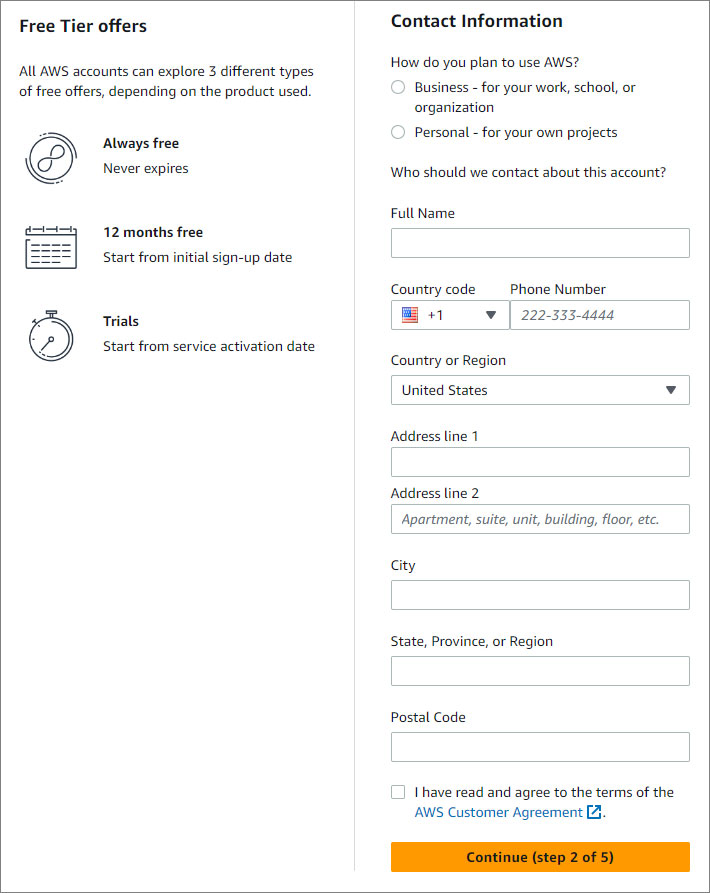 Free Tier offers
All AWS accounts can explore 3 different types
of free offers, depending on the product used.
Always free
Never expires
12 months free
Start from initial sign-up date
Trials
Start from service activation date
Contact Information
How do you plan to use AWS?
Business - for your work, school, or
organization
Personal - for your own projects
Who should we contact about this account?
Full Name
Country code
Phone Number
+1
222-333-4444
Country or Region
United States
Address line 1
Address line 2
Apartment, suite, unit, building, floor, etc.
City
State, Province, or Region
Postal Code
I have read and agree to the terms of the
AWS Customer Agreement.
Continue (step 2 of 5)